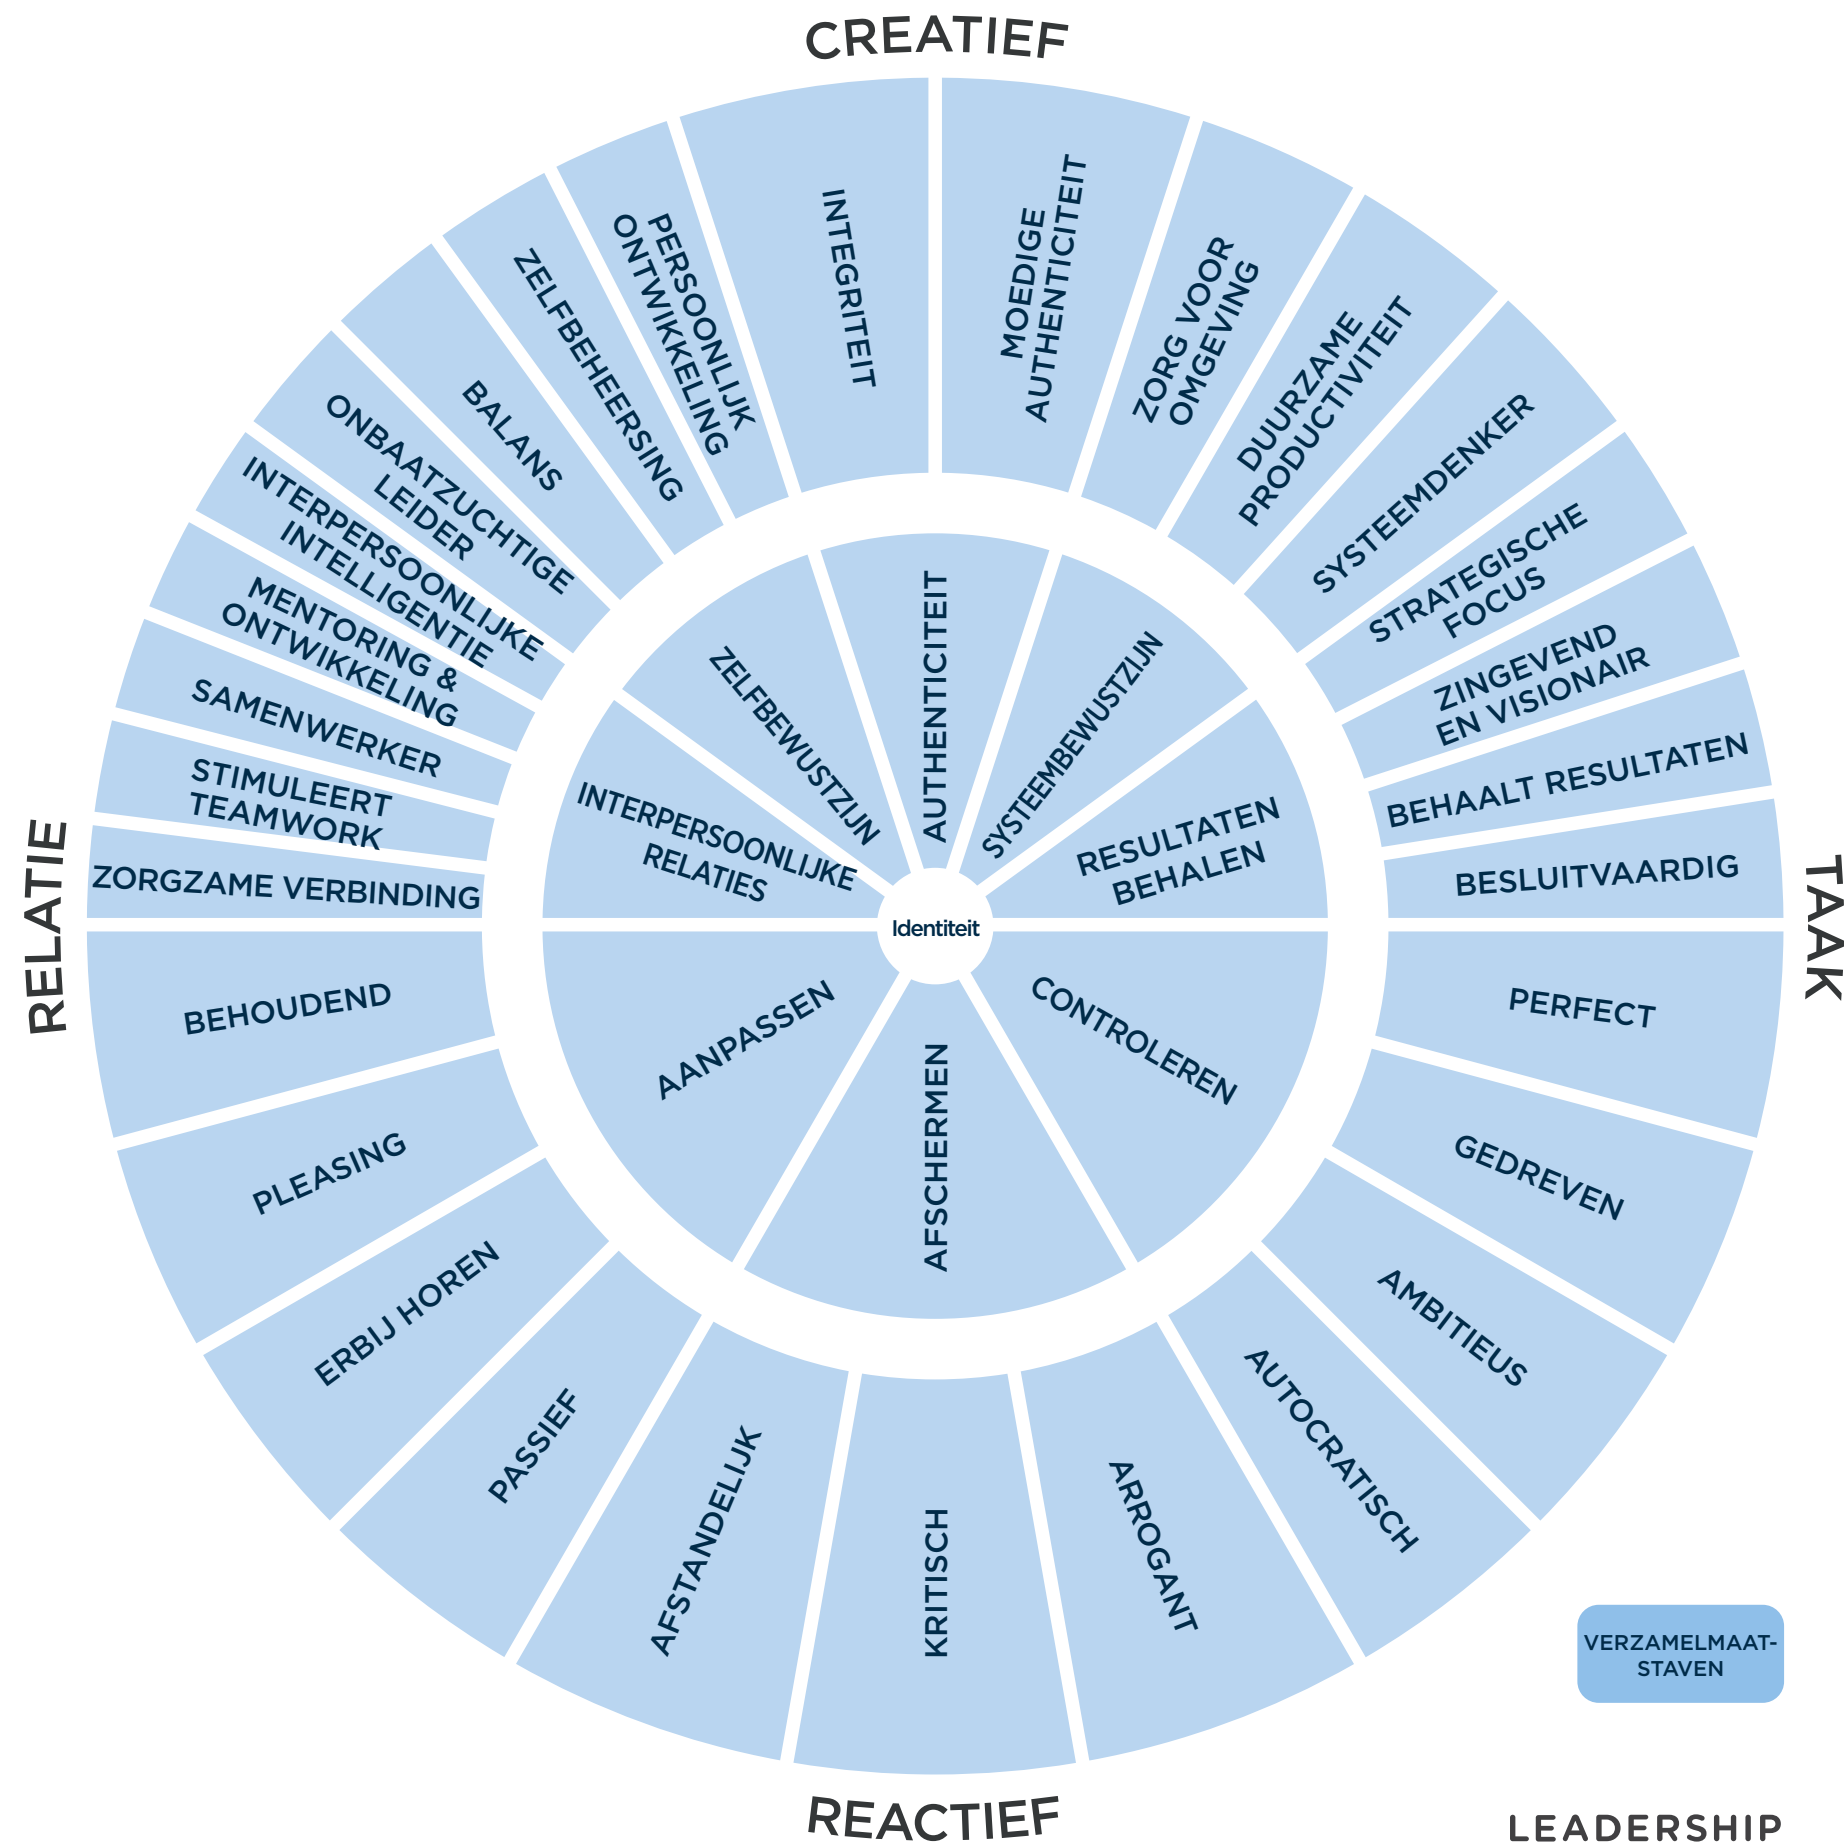 CREATIEF
INTEGRITEIT
MOEDIGE
AUTHENTICITEIT
ZORG VOOR
OMGEVING
DUURZAME
PRODUCTIVITEIT
SYSTEEMDENKER
STRATEGISCHE
FOCUS
ZINGEVEND
EN VISIONAIR
BEHAALT RESULTATEN
BESLUITVAARDIG
TAAK
PERFECT
GEDREVEN
AMBITIEUS
AUTOCRATISCH
ARROGANT
KRITISCH
AFSTANDELIJK
PASSIEF
ERBIJ HOREN
PLEASING
BEHOUDEND
RELATIE
ZORGZAME VERBINDING
STIMULEERT
TEAMWORK
SAMENWERKER
MENTORING &
ONTWIKKELING
INTERPERSOONLIJKE
INTELLIGENTIE
ONBAATZUCHTIGE
LEIDER
BALANS
ZELFBEHEERSING
PERSOONLIJK
ONTWIKKELING
INTERPERSOONLIJKE
RELATIES
ZELFBEWUSTZIJN
AUTHENTICITEIT
SYSTEEMBEWUSTZIJN
RESULTATEN
BEHALEN
Identiteit
AANPASSEN
AFSCHERMEN
CONTROLEREN
REACTIEF
VERZAMELMAAT-
STAVEN
LEADERSHIP